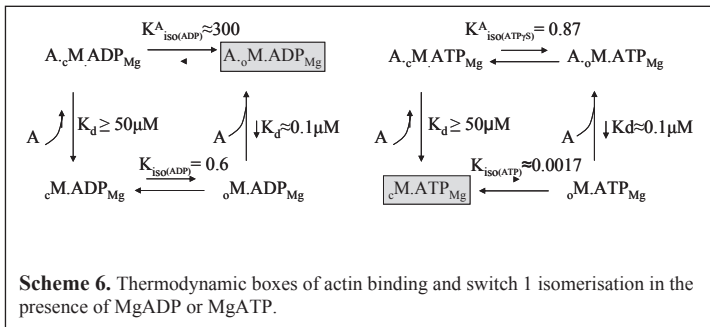 K^A_iso(ADP)≈300
A._cM.ADP_Mg A._oM.ADP_Mg
A K_d ≥ 50μM A K_d≈0.1μM
K_iso(ADP)= 0.6
_cM.ADP_Mg _oM.ADP_Mg
K^A_iso(ATPγS)= 0.87
A._cM.ATP_Mg A._oM.ATP_Mg
A K_d ≥ 50μM A Kd≈0.1μM
K_iso(ATP)≈0.0017
_cM.ATP_Mg _oM.ATP_Mg
Scheme 6. Thermodynamic boxes of actin binding and switch 1 isomerisation in the
presence of MgADP or MgATP.